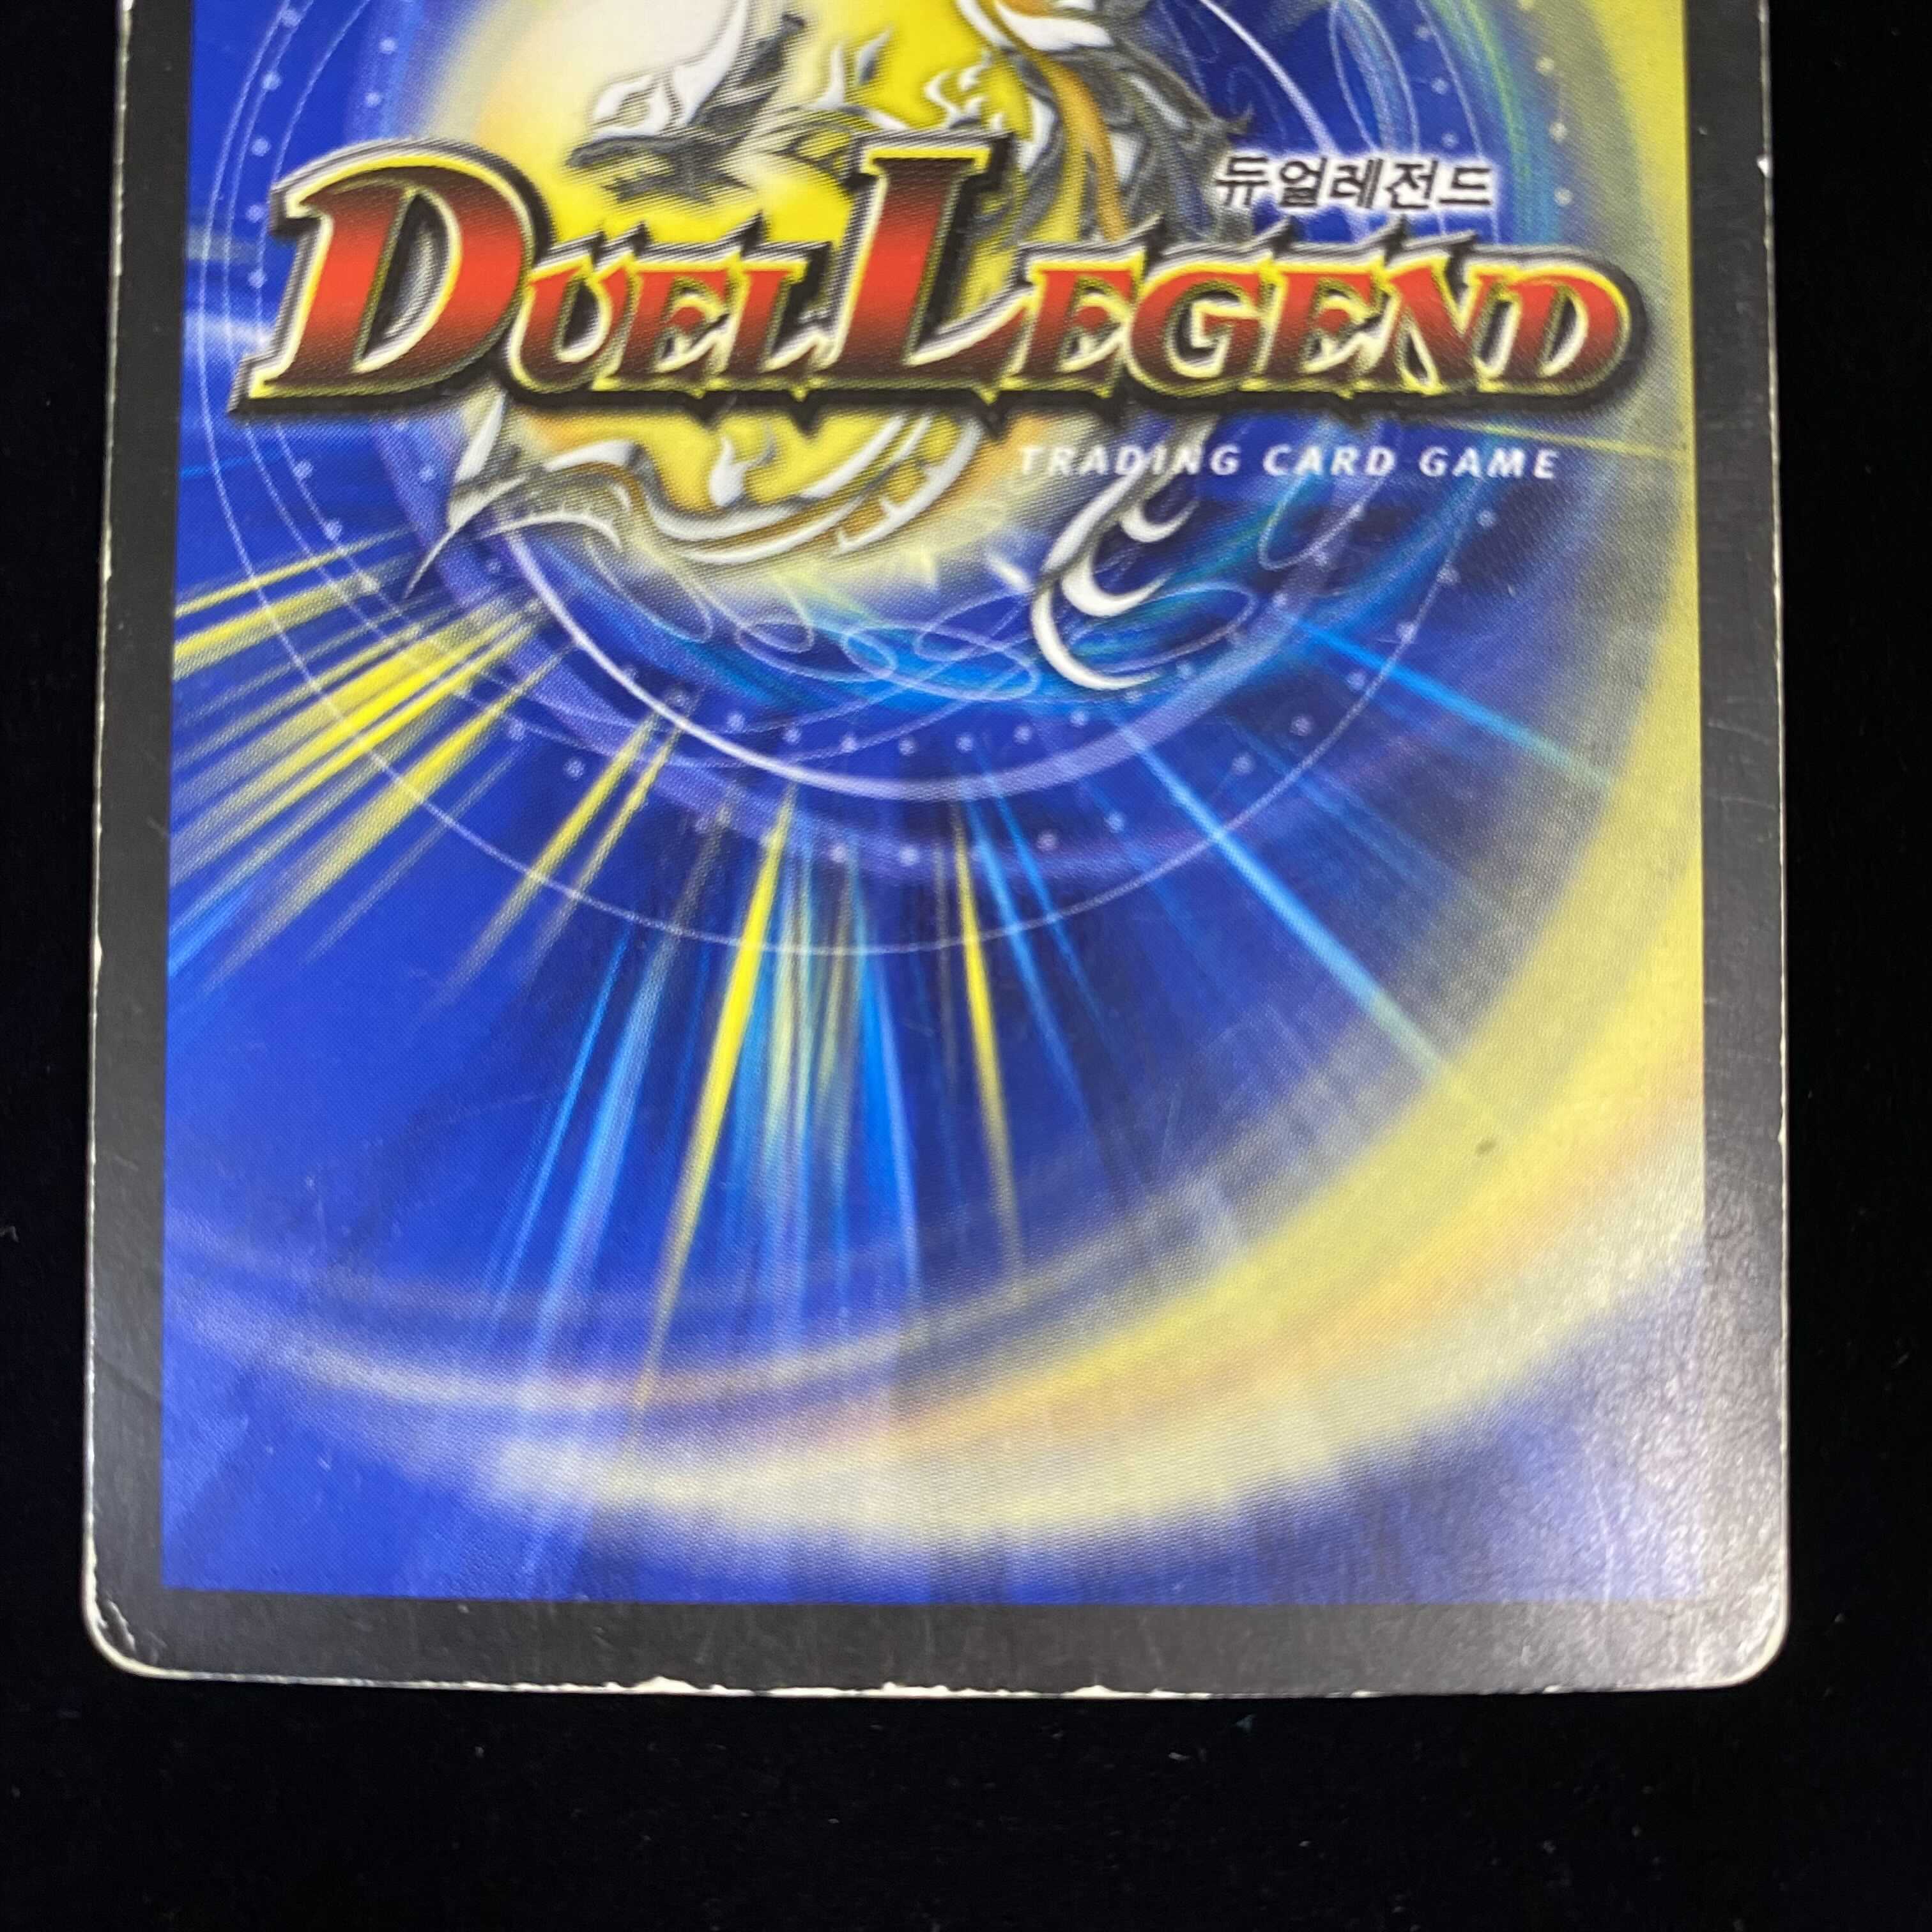 듀얼레전드
DUEL LEGEND
TRADING CARD GAME